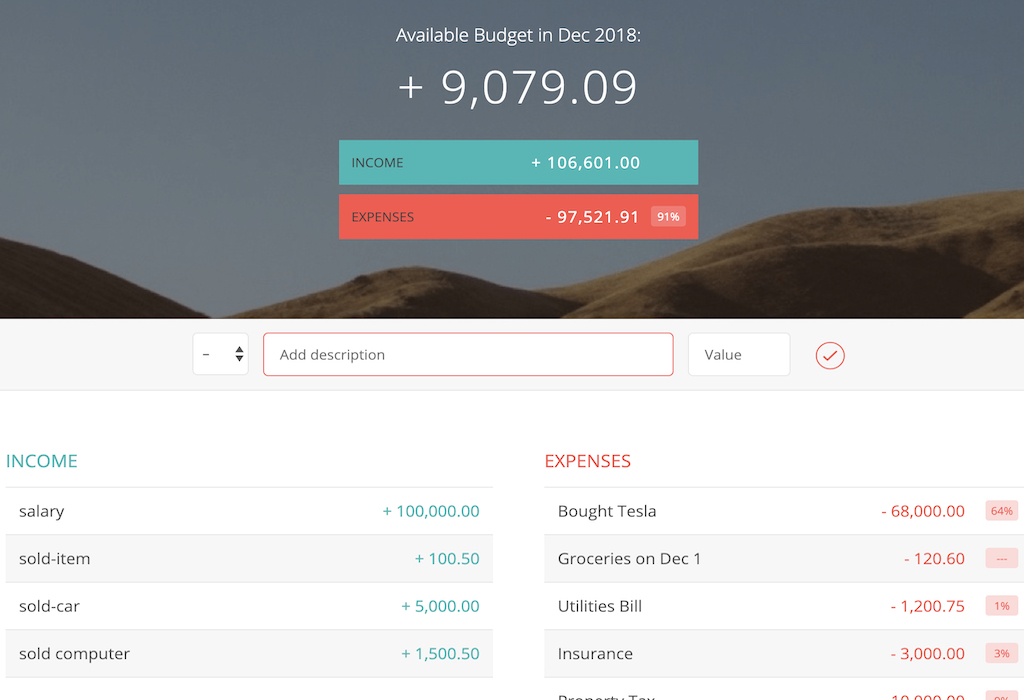 Available Budget in Dec 2018:
+ 9,079.09
INCOME + 106,601.00
EXPENSES - 97,521.91 91%
– Add description Value
INCOME
salary + 100,000.00
sold-item + 100.50
sold-car + 5,000.00
sold computer + 1,500.50
EXPENSES
Bought Tesla - 68,000.00 64%
Groceries on Dec 1 - 120.60 ---
Utilities Bill - 1,200.75 1%
Insurance - 3,000.00 3%
Property Tax